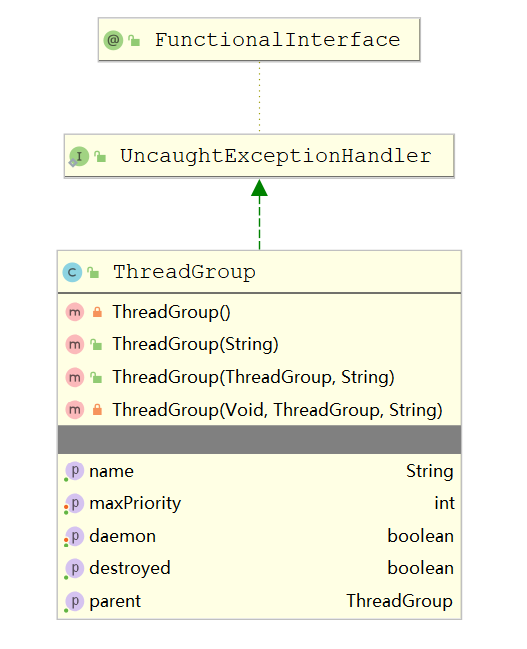 @ FunctionalInterface
I UncaughtExceptionHandler
C ThreadGroup
m ThreadGroup()
m ThreadGroup(String)
m ThreadGroup(ThreadGroup, String)
m ThreadGroup(Void, ThreadGroup, String)
p name String
p maxPriority int
p daemon boolean
p destroyed boolean
p parent ThreadGroup